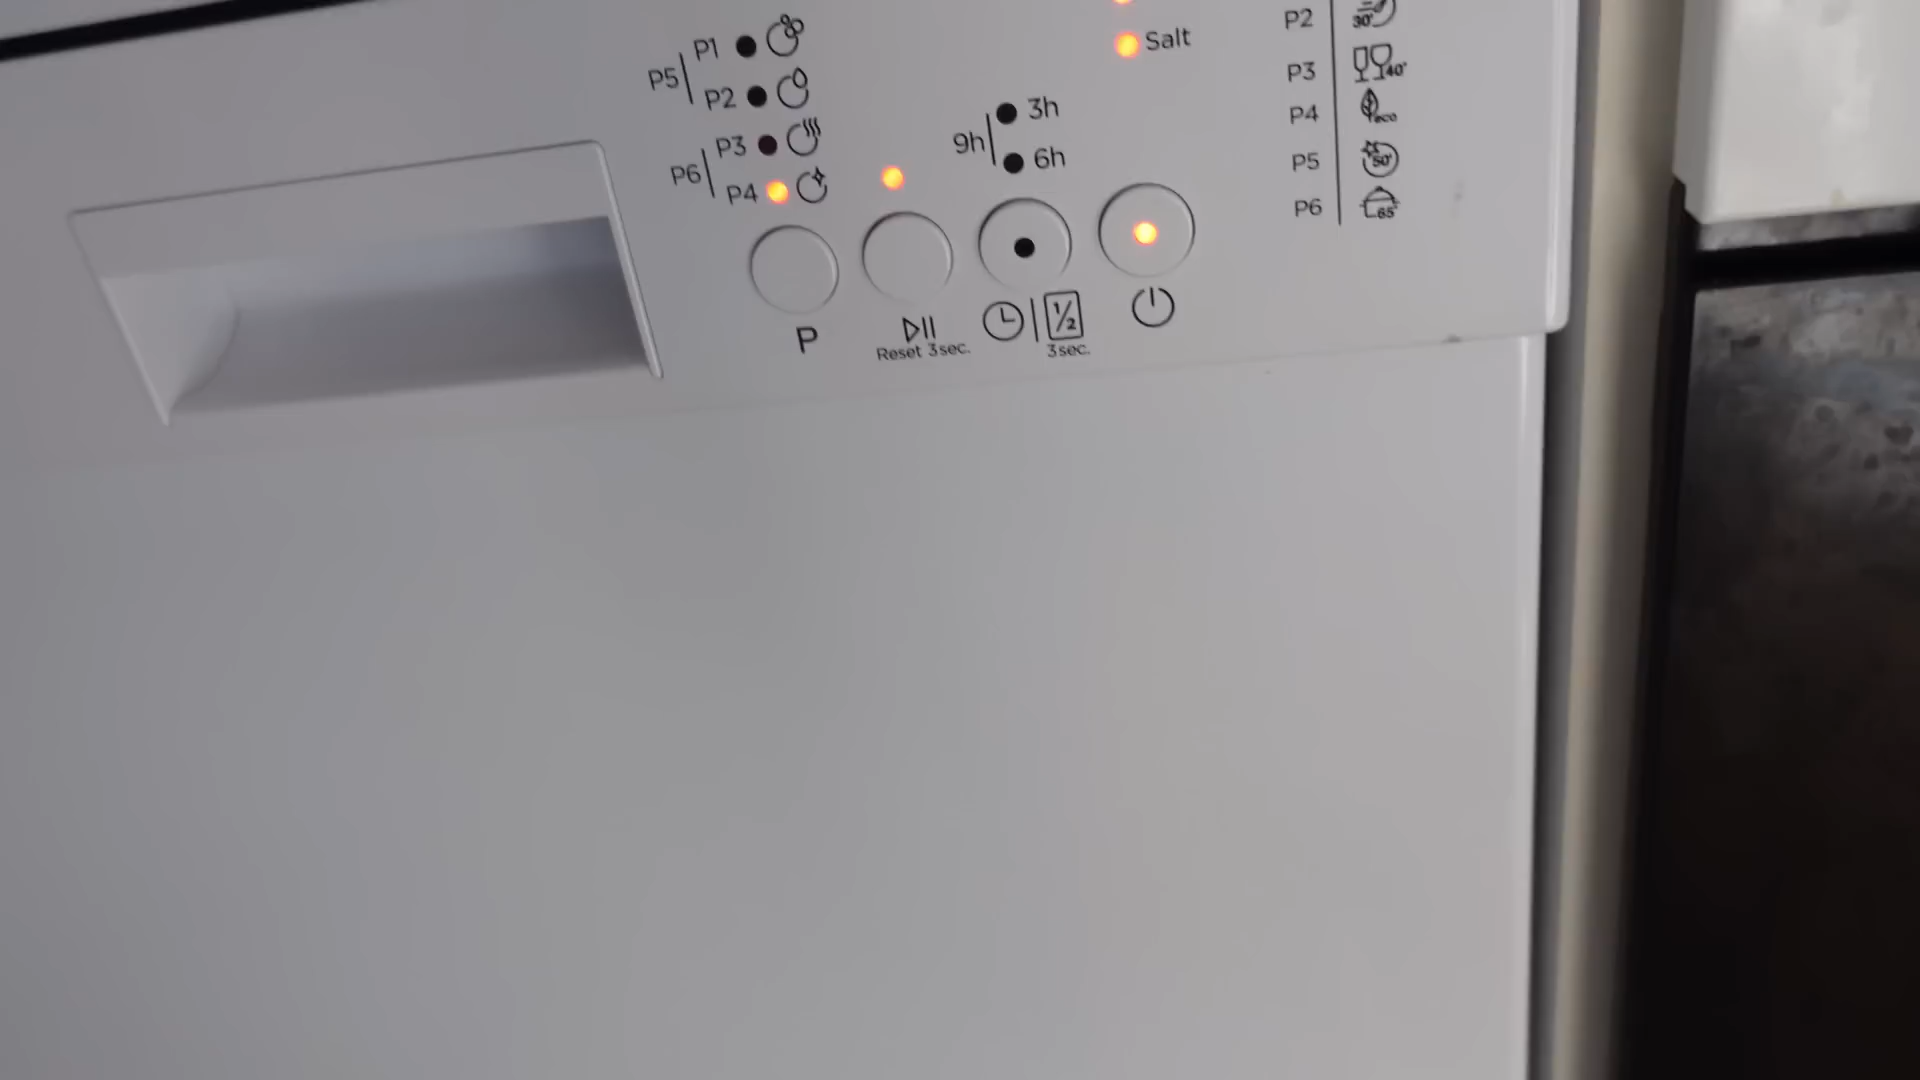 P1
P5
P2
P3
P6
P4
P
Reset 3sec.
3h
9h
6h
1/2
3sec.
Salt
P2 30'
P3 40°
P4 eco
P5 50°
P6 65°